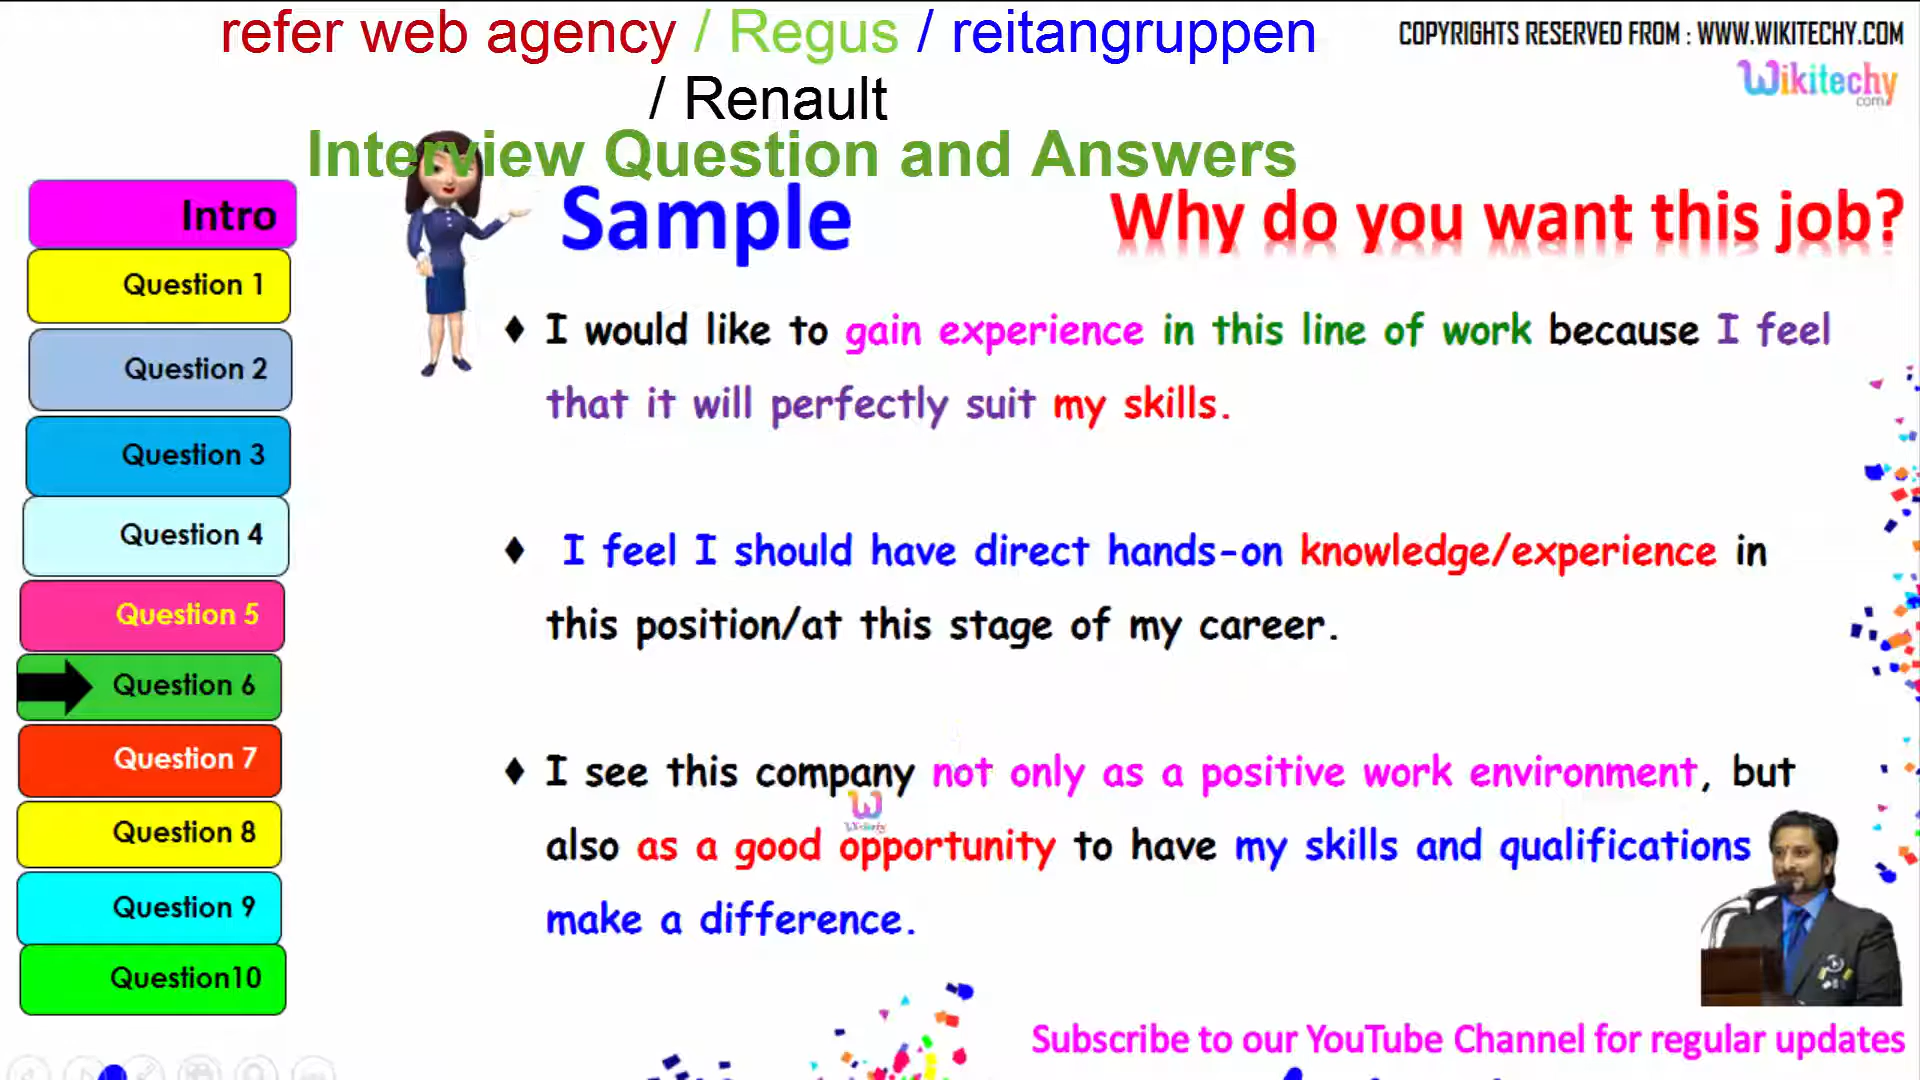 refer web agency / Regus / reitangruppen
/ Renault
Interview Question and Answers
COPYRIGHTS RESERVED FROM : WWW.WIKITECHY.COM
Wikitechy
.com
Intro
Question 1
Question 2
Question 3
Question 4
Question 5
Question 6
Question 7
Question 8
Question 9
Question10
Sample
Why do you want this job?
♦ I would like to gain experience in this line of work because I feel
that it will perfectly suit my skills.
♦ I feel I should have direct hands-on knowledge/experience in
this position/at this stage of my career.
♦ I see this company not only as a positive work environment, but
also as a good opportunity to have my skills and qualifications
make a difference.
Wikitechy
Subscribe to our YouTube Channel for regular updates